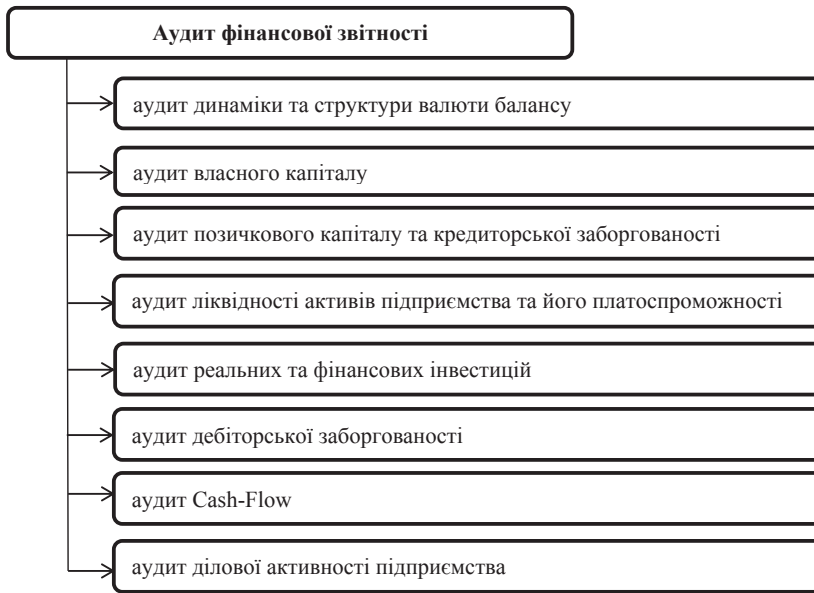 Аудит фінансової звітності
аудит динаміки та структури валюти балансу
аудит власного капіталу
аудит позичкового капіталу та кредиторської заборгованості
аудит ліквідності активів підприємства та його платоспроможності
аудит реальних та фінансових інвестицій
аудит дебіторської заборгованості
аудит Cash-Flow
аудит ділової активності підприємства